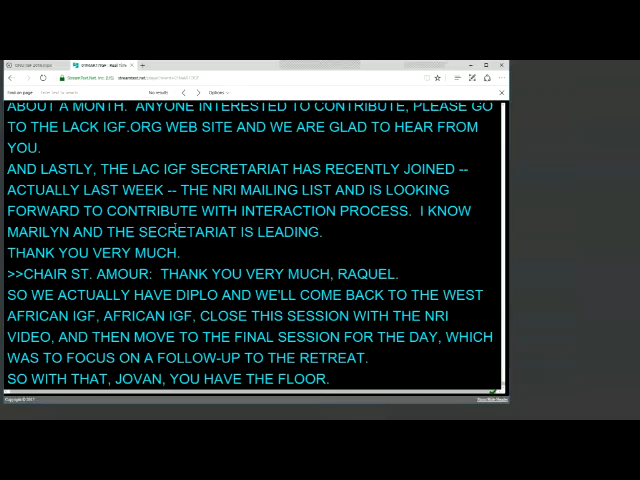 Find on page
No results
Options
ABOUT A MONTH. ANYONE INTERESTED TO CONTRIBUTE, PLEASE GO
TO THE LACK IGF.ORG WEB SITE AND WE ARE GLAD TO HEAR FROM
YOU.
AND LASTLY, THE LAC IGF SECRETARIAT HAS RECENTLY JOINED --
ACTUALLY LAST WEEK -- THE NRI MAILING LIST AND IS LOOKING
FORWARD TO CONTRIBUTE WITH INTERACTION PROCESS. I KNOW
MARILYN AND THE SECRETARIAT IS LEADING.
THANK YOU VERY MUCH.
>>CHAIR ST. AMOUR: THANK YOU VERY MUCH, RAQUEL.
SO WE ACTUALLY HAVE DIPLO AND WE'LL COME BACK TO THE WEST
AFRICAN IGF, AFRICAN IGF, CLOSE THIS SESSION WITH THE NRI
VIDEO, AND THEN MOVE TO THE FINAL SESSION FOR THE DAY, WHICH
WAS TO FOCUS ON A FOLLOW-UP TO THE RETREAT.
SO WITH THAT, JOVAN, YOU HAVE THE FLOOR.